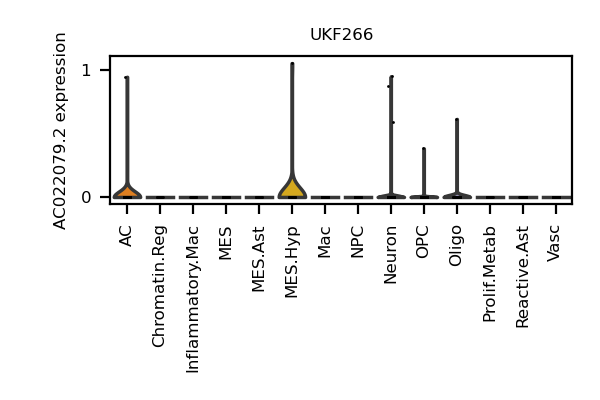 UKF266
AC022079.2 expression
1
0
AC
Chromatin.Reg
Inflammatory.Mac
MES
MES.Ast
MES.Hyp
Mac
NPC
Neuron
OPC
Oligo
Prolif.Metab
Reactive.Ast
Vasc